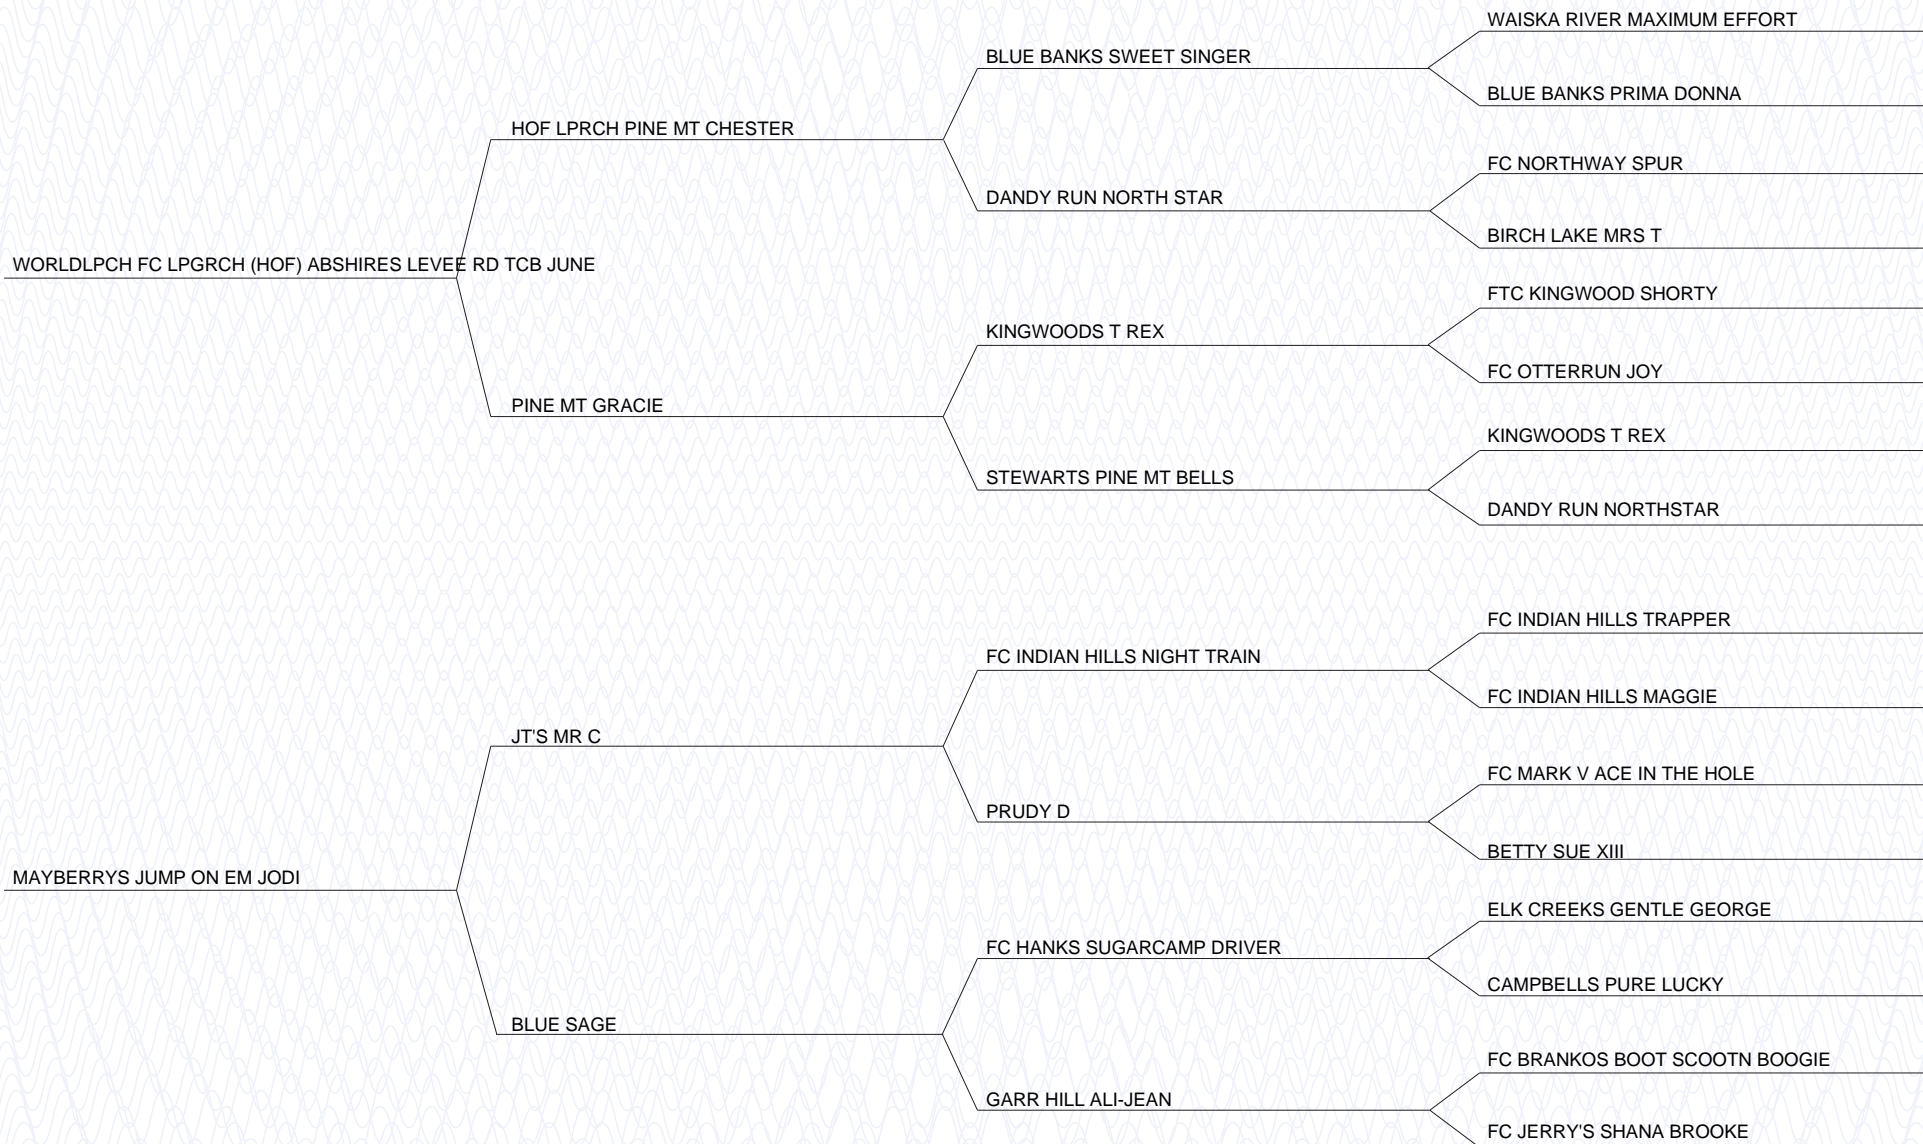 WAISKA RIVER MAXIMUM EFFORT
BLUE BANKS SWEET SINGER
BLUE BANKS PRIMA DONNA
HOF LPRCH PINE MT CHESTER
FC NORTHWAY SPUR
DANDY RUN NORTH STAR
BIRCH LAKE MRS T
WORLDLPCH FC LPGRCH (HOF) ABSHIRES LEVEE RD TCB JUNE
FTC KINGWOOD SHORTY
KINGWOODS T REX
FC OTTERRUN JOY
PINE MT GRACIE
KINGWOODS T REX
STEWARTS PINE MT BELLS
DANDY RUN NORTHSTAR
FC INDIAN HILLS TRAPPER
FC INDIAN HILLS NIGHT TRAIN
FC INDIAN HILLS MAGGIE
JT'S MR C
FC MARK V ACE IN THE HOLE
PRUDY D
BETTY SUE XIII
MAYBERRYS JUMP ON EM JODI
ELK CREEKS GENTLE GEORGE
FC HANKS SUGARCAMP DRIVER
CAMPBELLS PURE LUCKY
BLUE SAGE
FC BRANKOS BOOT SCOOTN BOOGIE
GARR HILL ALI-JEAN
FC JERRY'S SHANA BROOKE